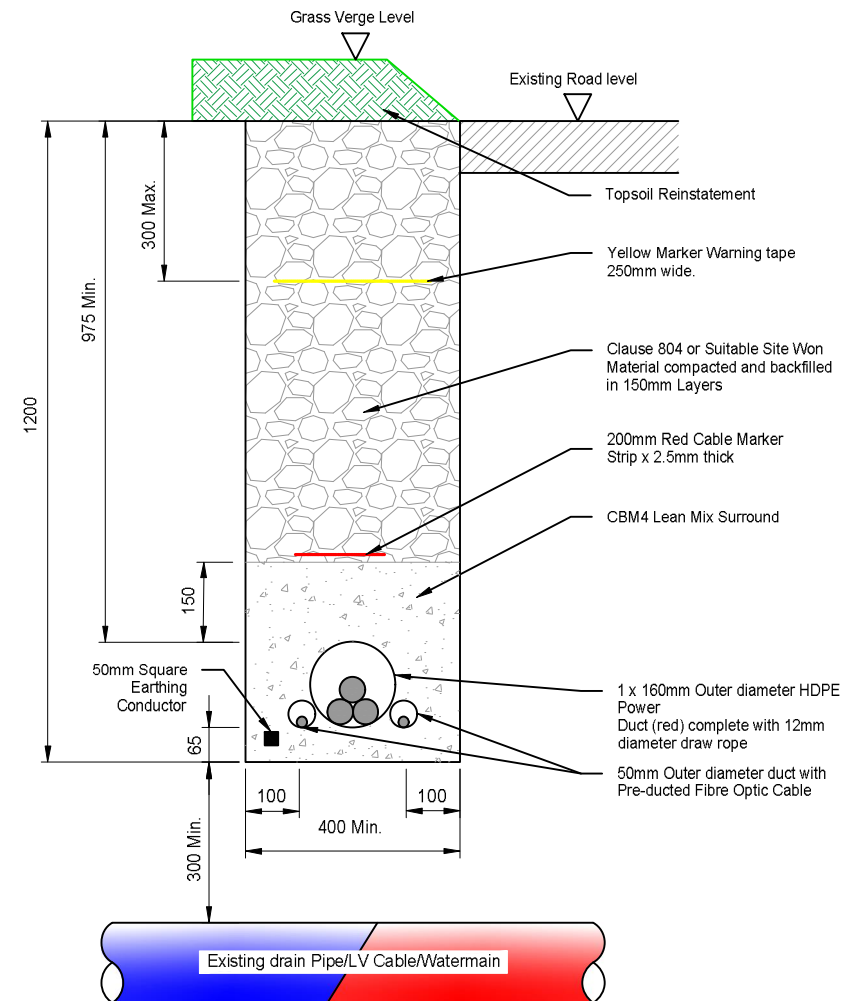 Grass Verge Level
Existing Road level
Topsoil Reinstatement
300 Max.
Yellow Marker Warning tape
250mm wide.
975 Min.
Clause 804 or Suitable Site Won
Material compacted and backfilled
in 150mm Layers
1200
200mm Red Cable Marker
Strip x 2.5mm thick
CBM4 Lean Mix Surround
150
50mm Square
Earthing
Conductor
1 x 160mm Outer diameter HDPE
Power
Duct (red) complete with 12mm
diameter draw rope
65
50mm Outer diameter duct with
Pre-ducted Fibre Optic Cable
100
100
400 Min.
300 Min.
Existing drain Pipe/LV Cable/Watermain